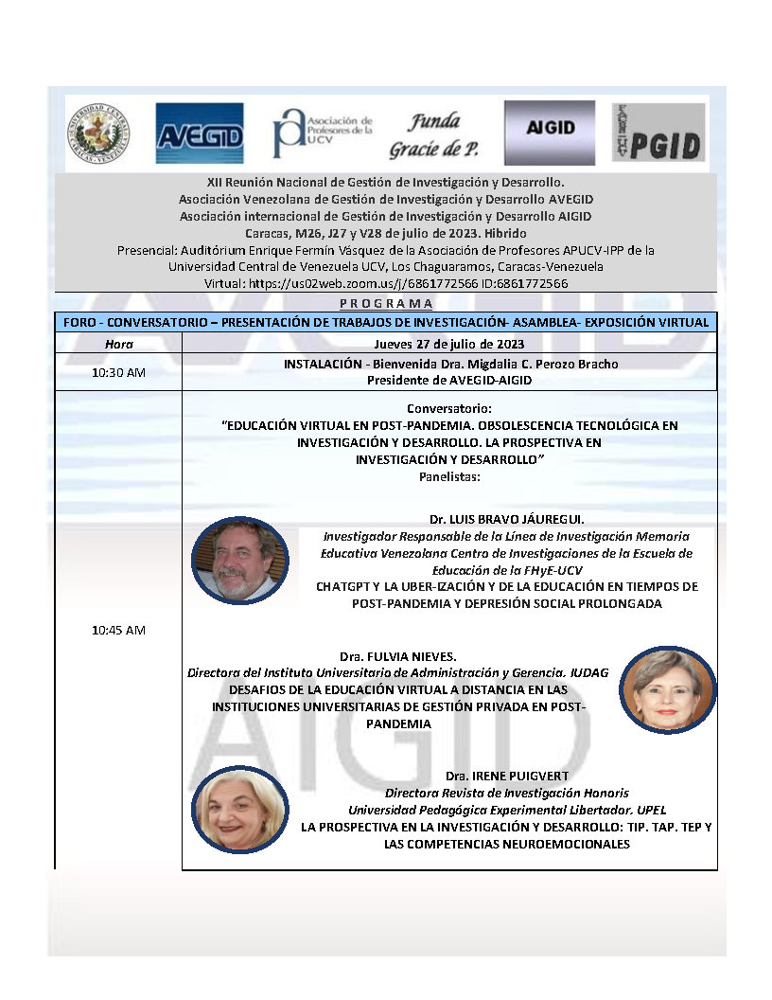 UNIVERSIDAD CENTRAL
CARACAS - VENEZUELA
AVEGID
Asociación de
Profesores de la
UCV
Funda
Gracie de P.
AIGID
PGID
XII Reunión Nacional de Gestión de Investigación y Desarrollo.
Asociación Venezolana de Gestión de Investigación y Desarrollo AVEGID
Asociación internacional de Gestión de Investigación y Desarrollo AIGID
Caracas, M26, J27 y V28 de julio de 2023. Hibrido
Presencial: Auditórium Enrique Fermín Vásquez de la Asociación de Profesores APUCV-IPP de la
Universidad Central de Venezuela UCV, Los Chaguaramos, Caracas-Venezuela
Virtual: https://us02web.zoom.us/j/6861772566 ID:6861772566
P R O G R A M A
FORO - CONVERSATORIO – PRESENTACIÓN DE TRABAJOS DE INVESTIGACIÓN- ASAMBLEA- EXPOSICIÓN VIRTUAL
Hora
Jueves 27 de julio de 2023
10:30 AM
INSTALACIÓN - Bienvenida Dra. Migdalia C. Perozo Bracho
Presidente de AVEGID-AIGID
Conversatorio:
“EDUCACIÓN VIRTUAL EN POST-PANDEMIA. OBSOLESCENCIA TECNOLÓGICA EN
INVESTIGACIÓN Y DESARROLLO. LA PROSPECTIVA EN
INVESTIGACIÓN Y DESARROLLO”
Panelistas:
Dr. LUIS BRAVO JÁUREGUI.
Investigador Responsable de la Línea de Investigación Memoria
Educativa Venezolana Centro de Investigaciones de la Escuela de
Educación de la FHyE-UCV
CHATGPT Y LA UBER-IZACIÓN Y DE LA EDUCACIÓN EN TIEMPOS DE
POST-PANDEMIA Y DEPRESIÓN SOCIAL PROLONGADA
10:45 AM
Dra. FULVIA NIEVES.
Directora del Instituto Universitario de Administración y Gerencia. IUDAG
DESAFIOS DE LA EDUCACIÓN VIRTUAL A DISTANCIA EN LAS
INSTITUCIONES UNIVERSITARIAS DE GESTIÓN PRIVADA EN POST-
PANDEMIA
Dra. IRENE PUIGVERT
Directora Revista de Investigación Honoris
Universidad Pedagógica Experimental Libertador. UPEL
LA PROSPECTIVA EN LA INVESTIGACIÓN Y DESARROLLO: TIP. TAP. TEP Y
LAS COMPETENCIAS NEUROEMOCIONALES
AVEGID
AIGID